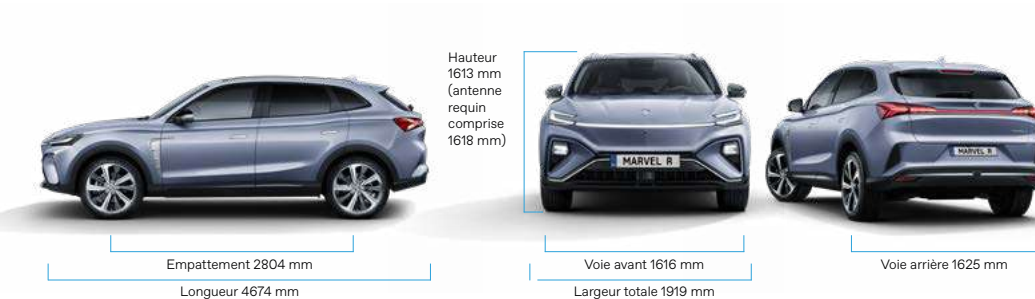 Hauteur
1613 mm
(antenne
requin
comprise
1618 mm)
MARVEL R
MARVEL R
Empattement 2804 mm
Voie avant 1616 mm
Voie arrière 1625 mm
Longueur 4674 mm
Largeur totale 1919 mm